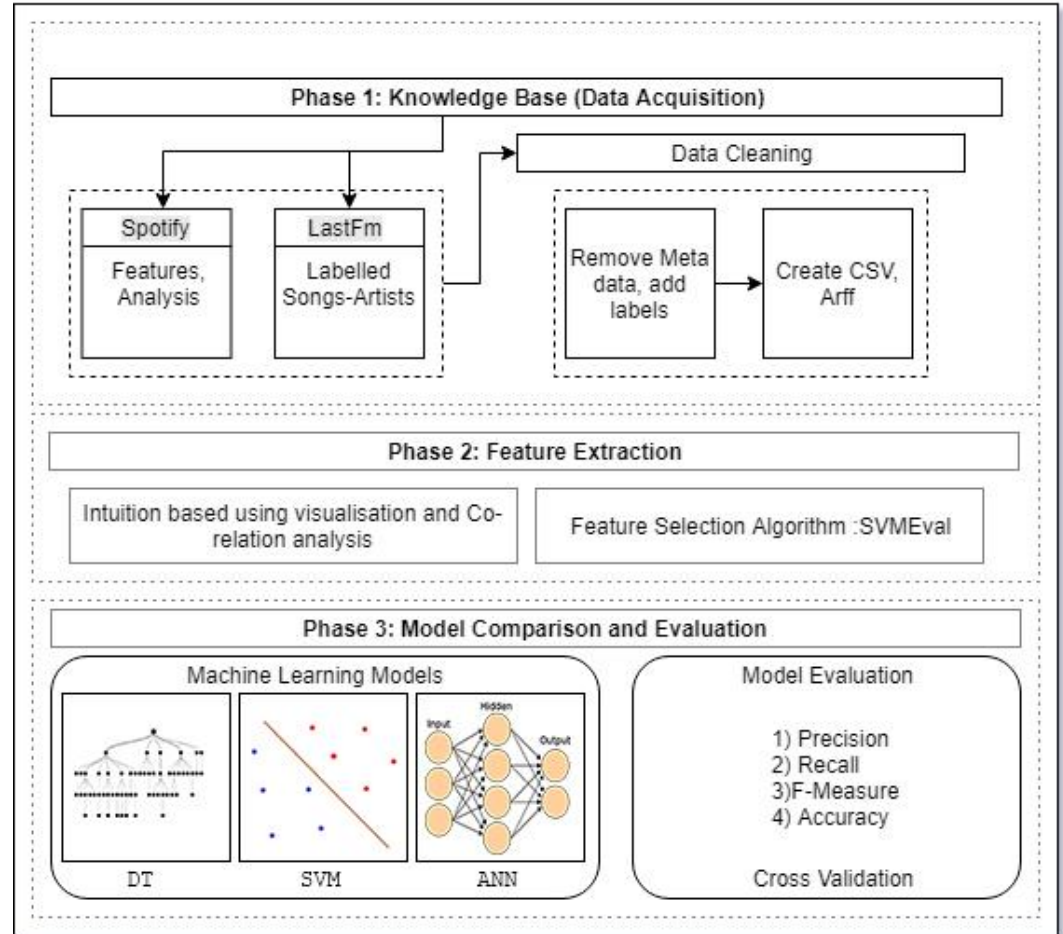 Phase 1: Knowledge Base (Data Acquisition)
Data Cleaning
Spotify
Features,
Analysis
LastFm
Labelled
Songs-Artists
Remove Meta
data, add
labels
Create CSV,
Arff
Phase 2: Feature Extraction
Intuition based using visualisation and Co-
relation analysis
Feature Selection Algorithm :SVMEval
Phase 3: Model Comparison and Evaluation
Machine Learning Models
Input
Hidden
Output
DT
SVM
ANN
Model Evaluation
1) Precision
2) Recall
3)F-Measure
4) Accuracy
Cross Validation